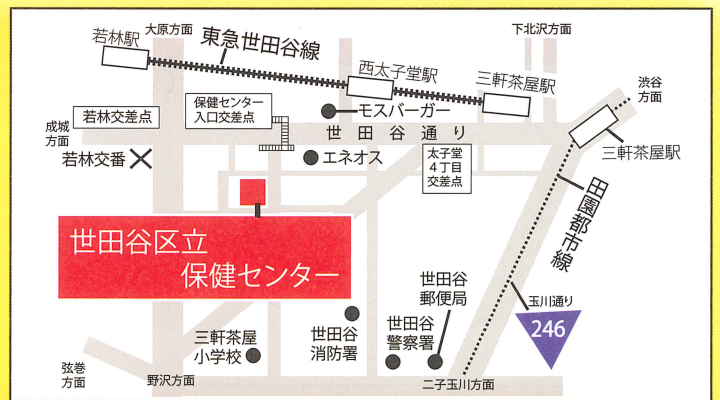 大原方面
下北沢方面
若林駅
東急世田谷線
西太子堂駅
三軒茶屋駅
渋谷
方面
若林交差点
保健センター
入口交差点
モスバーガー
成城
方面
世田谷通り
三軒茶屋駅
若林交番
エネオス
太子堂
4丁目
交差点
田園都市線
世田谷区立
保健センター
世田谷
郵便局
玉川通り
246
三軒茶屋
小学校
世田谷
消防署
世田谷
警察署
弦巻
方面
野沢方面
二子玉川方面